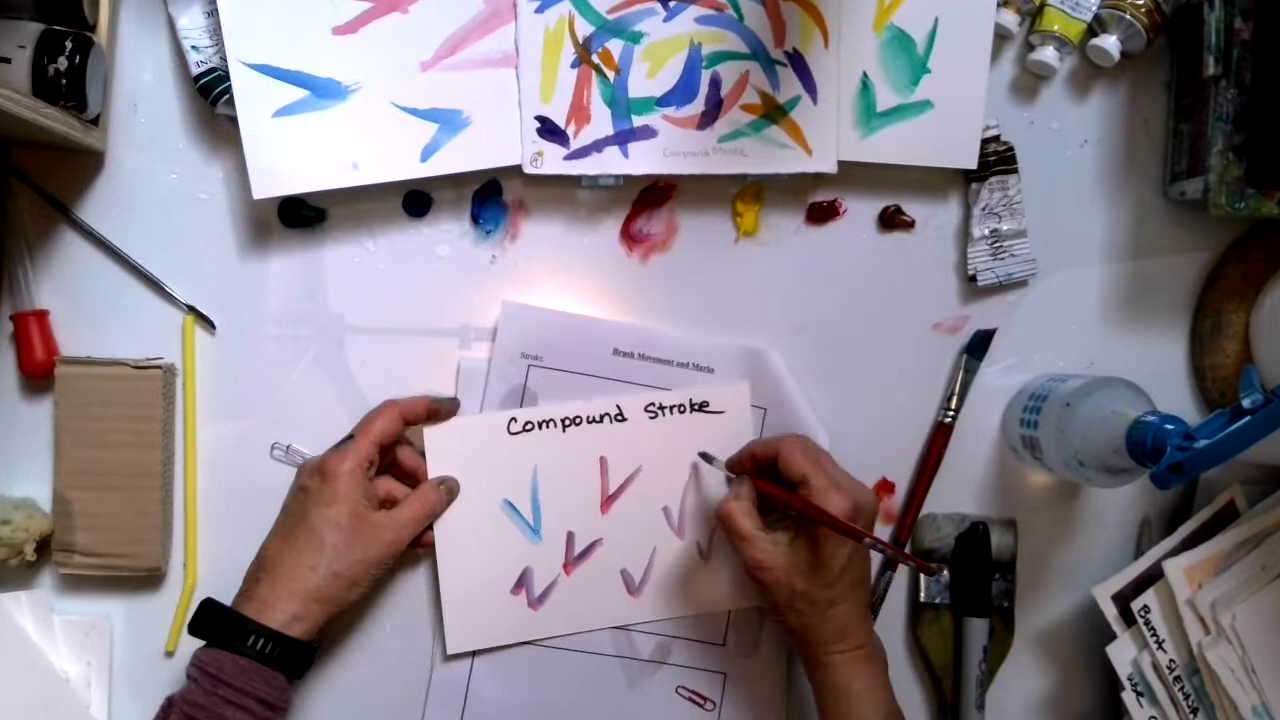 Compound Stroke
Stroke
Brush Movement and Marks
Compound Stroke
Burnt SIENNA